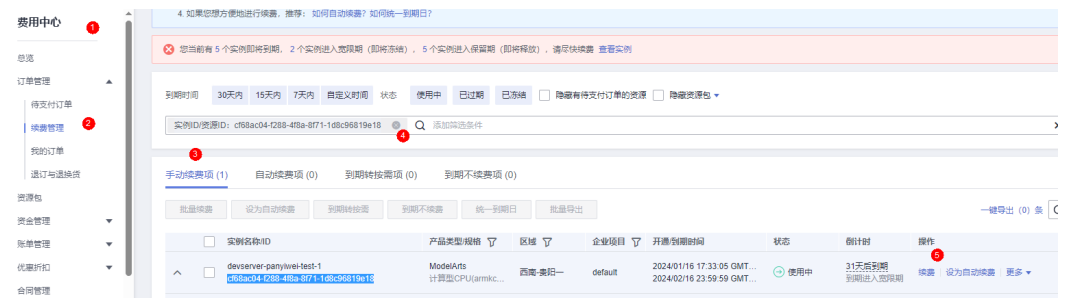 费用中心
1
总览
订单管理
待支付订单
续费管理
2
我的订单
退订与退换货
资源包
资金管理
账单管理
优惠折扣
合同管理
4. 如果您想方便地进行续费，推荐： 如何自动续费? 如何统一到期日?
您当前有 5 个实例即将到期， 2 个实例进入宽限期（即将冻结）， 5 个实例进入保留期（即将释放），请尽快续费 查看实例
到期时间 30天内 15天内 7天内 自定义时间 状态 使用中 已过期 已冻结 隐藏有待支付订单的资源 隐藏资源包
实例ID/资源ID: cf68ac04-f288-4f8a-8f71-1d8c96819e18 添加筛选条件
4
3
手动续费项 (1) 自动续费项 (0) 到期转按需项 (0) 到期不续费项 (0)
批量续费 设为自动续费 到期转按需 到期不续费 统一到期日 批量导出 一键导出（0）条
实例名称/ID 产品类型/规格 区域 企业项目 开通/到期时间 状态 倒计时 操作
5
devserver-panyiwei-test-1 ModelArts 西南-贵阳一 default 2024/01/16 17:33:05 GMT... 使用中 31天后到期 续费 设为自动续费 更多
cf68ac04-f288-4f8a-8f71-1d8c96819e18 计算型CPU(armkc... 2024/02/16 23:59:59 GMT... 到期进入宽限期